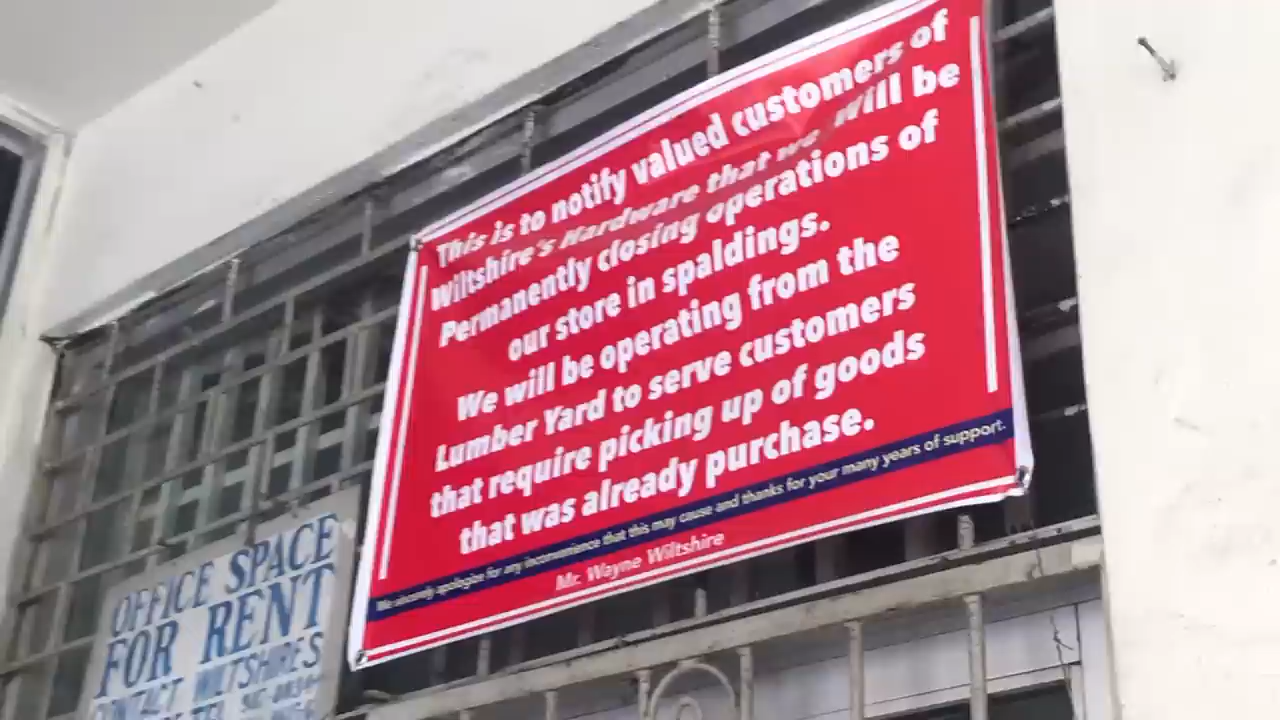 This is to notify valued customers of
Wiltshire's Hardware that we Will be
Permanently closing operations of
our store in spaldings.
We will be operating from the
Lumber Yard to serve customers
that require picking up of goods
that was already purchase.
We sincerely apologize for any inconvenience that this may cause and thanks for your many years of support.
Mr. Wayne Wiltshire
OFFICE SPACE
FOR RENT
CONTACT WILTSHIRES
TEL